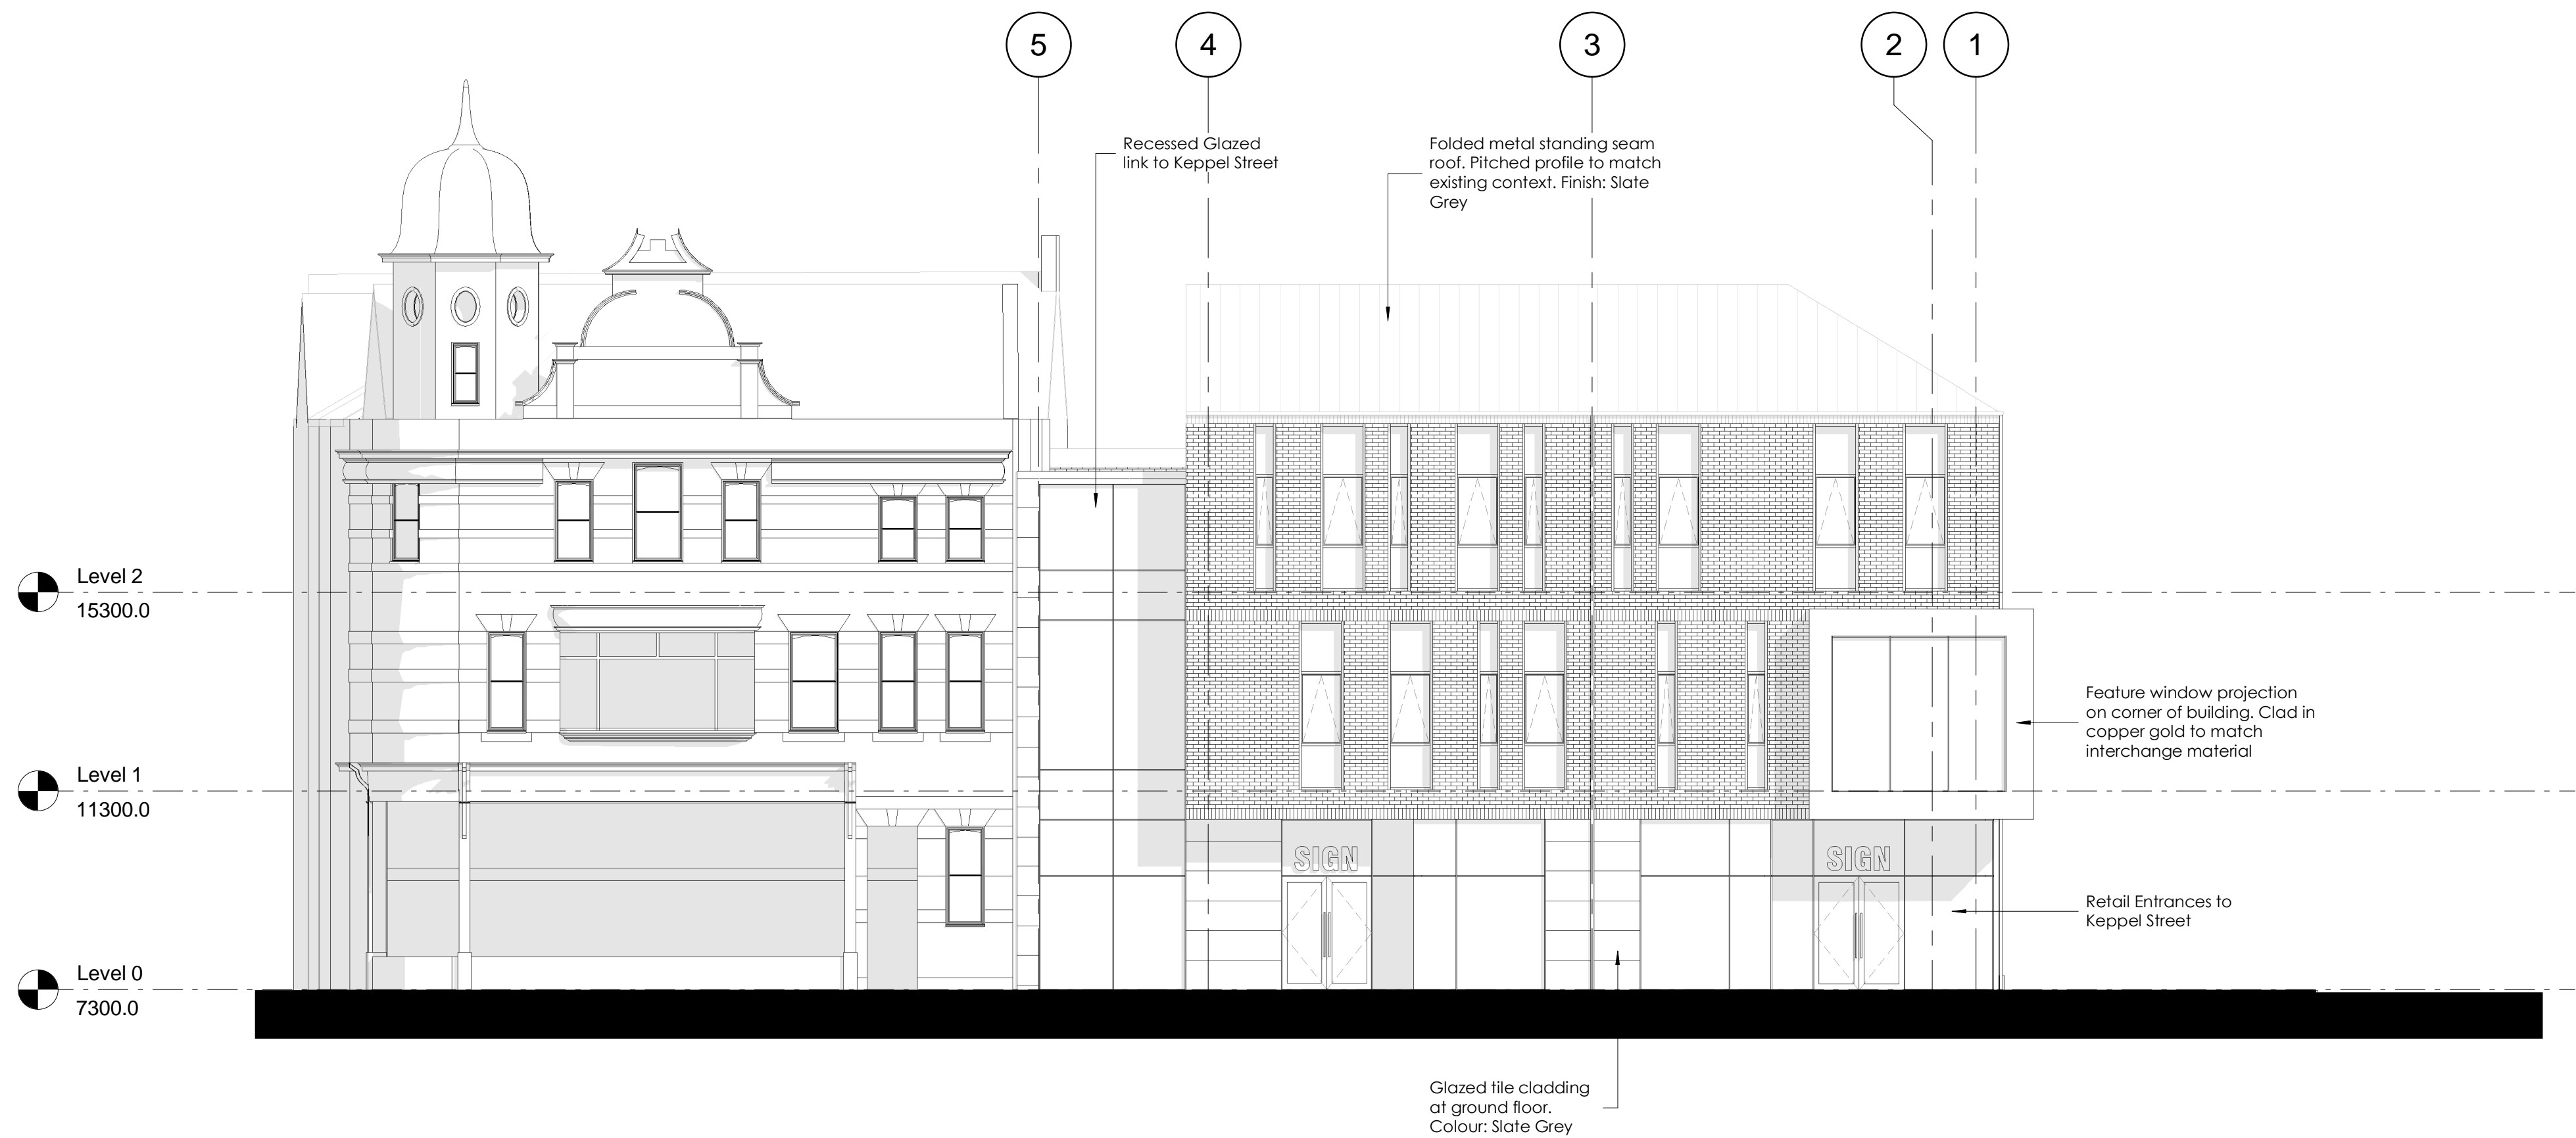 5
4
3
2
1
Recessed Glazed
link to Keppel Street
Folded metal standing seam
roof. Pitched profile to match
existing context. Finish: Slate
Grey
Level 2
15300.0
Feature window projection
on corner of building. Clad in
copper gold to match
interchange material
Level 1
11300.0
SIGN
SIGN
Retail Entrances to
Keppel Street
Level 0
7300.0
Glazed tile cladding
at ground floor.
Colour: Slate Grey